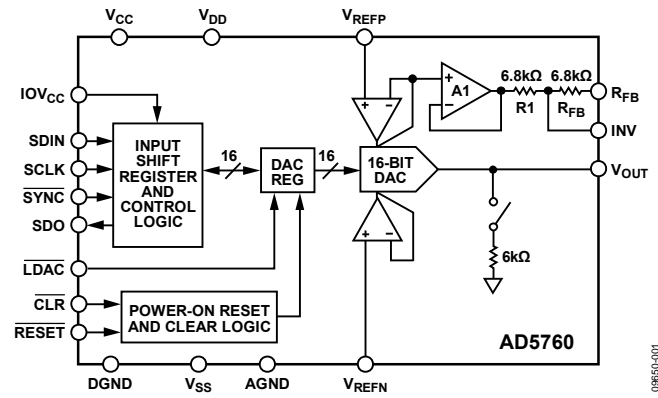 VCC
VDD
VREFP
IOVCC
SDIN
SCLK
SYNC
SDO
LDAC
CLR
RESET
INPUT
SHIFT
REGISTER
AND
CONTROL
LOGIC
16
DAC
REG
16
16-BIT
DAC
A1
6.8kΩ
R1
6.8kΩ
RFB
RFB
INV
VOUT
6kΩ
POWER-ON RESET
AND CLEAR LOGIC
AD5760
DGND
VSS
AGND
VREFN
09650-001